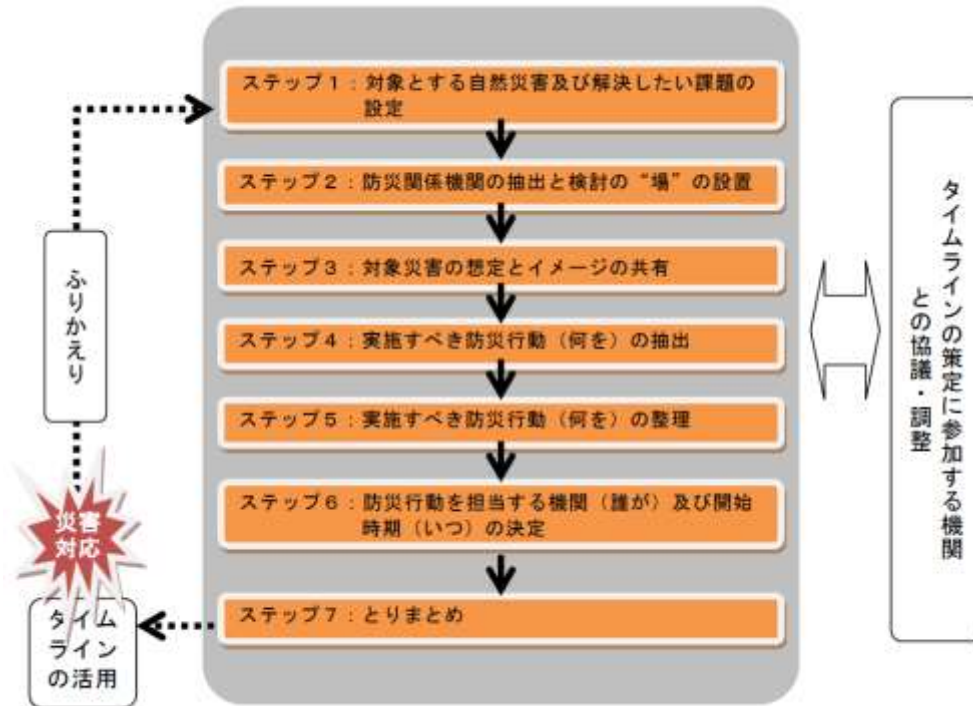 ステップ1：対象とする自然災害及び解決したい課題の
設定
ステップ2：防災関係機関の抽出と検討の“場”の設置
ステップ3：対象災害の想定とイメージの共有
ステップ4：実施すべき防災行動（何を）の抽出
ステップ5：実施すべき防災行動（何を）の整理
ステップ6：防災行動を担当する機関（誰が）及び開始
時期（いつ）の決定
ステップ7：とりまとめ
タイムラインの策定に参加する機関
との協議・調整
ふりかえり
災害
対応
タイム
ライン
の活用